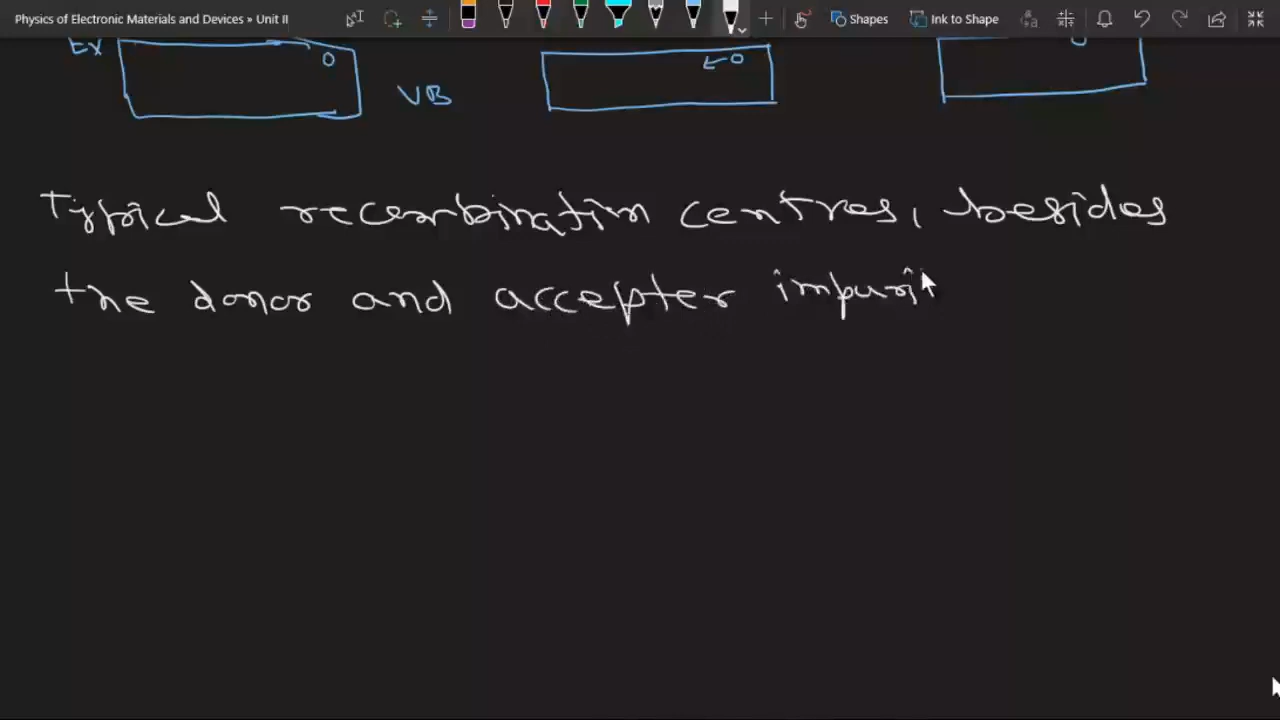 Physics of Electronic Materials and Devices » Unit II
Shapes
Ink to Shape
Ex
VB
Typical recombination centres, besides
the donor and accepter impuri